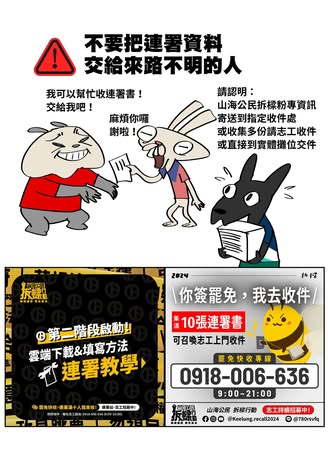 不要把連署資料
交給來路不明的人
我可以幫忙收連署書！
交給我吧！
麻煩你囉
謝啦！
請認明：
山海公民拆樑粉專資訊
寄送到指定收件處
或收集多份請志工收件
或直接到實體攤位交件
第二階段啟動！
雲端下載&填寫方法
連署教學
2024
你簽罷免，我去收件
集滿
10張連署書
可召喚志工上門收件
罷免快收專線
0918-006-636
9:00~21:00
山海公民 拆樑行動
志工持續招募中！
@Keelung.recall2024
@780rsvfq